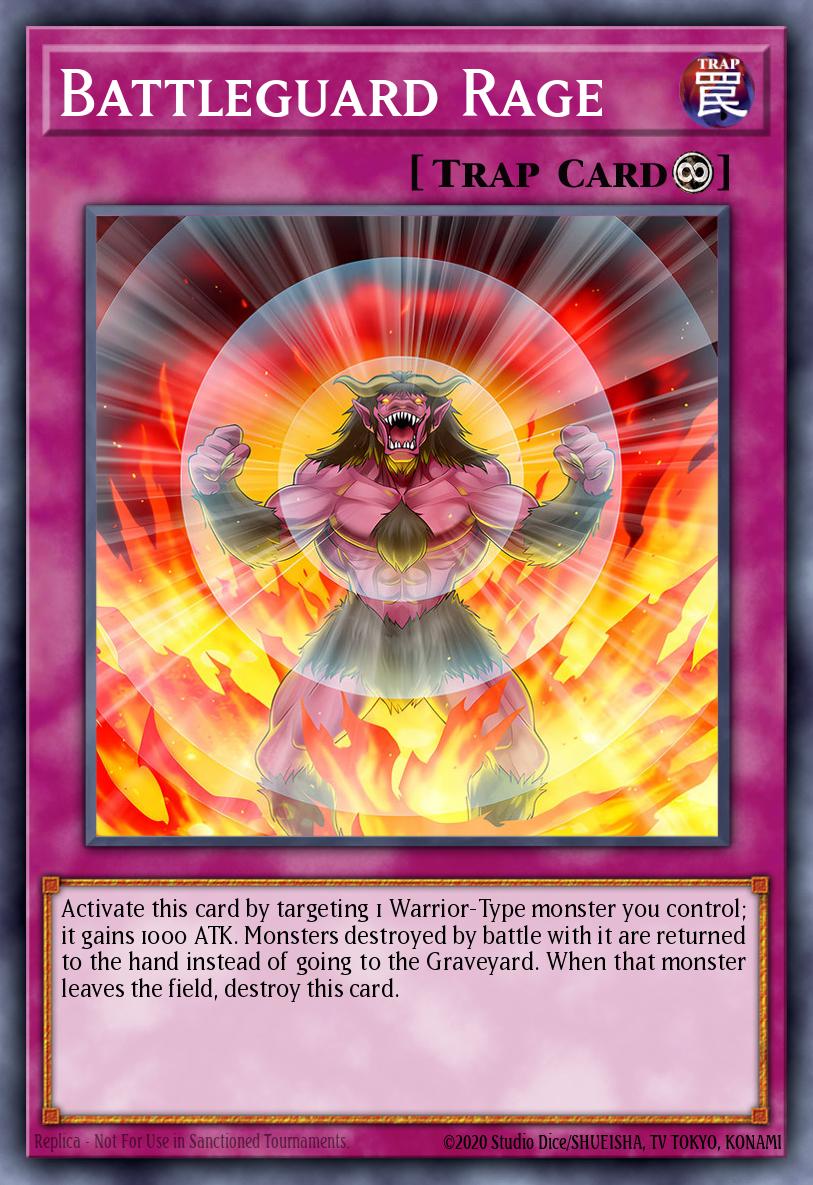 Battleguard Rage
TRAP
罠
[Trap Card]
Activate this card by targeting 1 Warrior-Type monster you control;
it gains 1000 ATK. Monsters destroyed by battle with it are returned
to the hand instead of going to the Graveyard. When that monster
leaves the field, destroy this card.
Replica - Not For Use in Sanctioned Tournaments.
©2020 Studio Dice/SHUEISHA, TV TOKYO, KONAMI